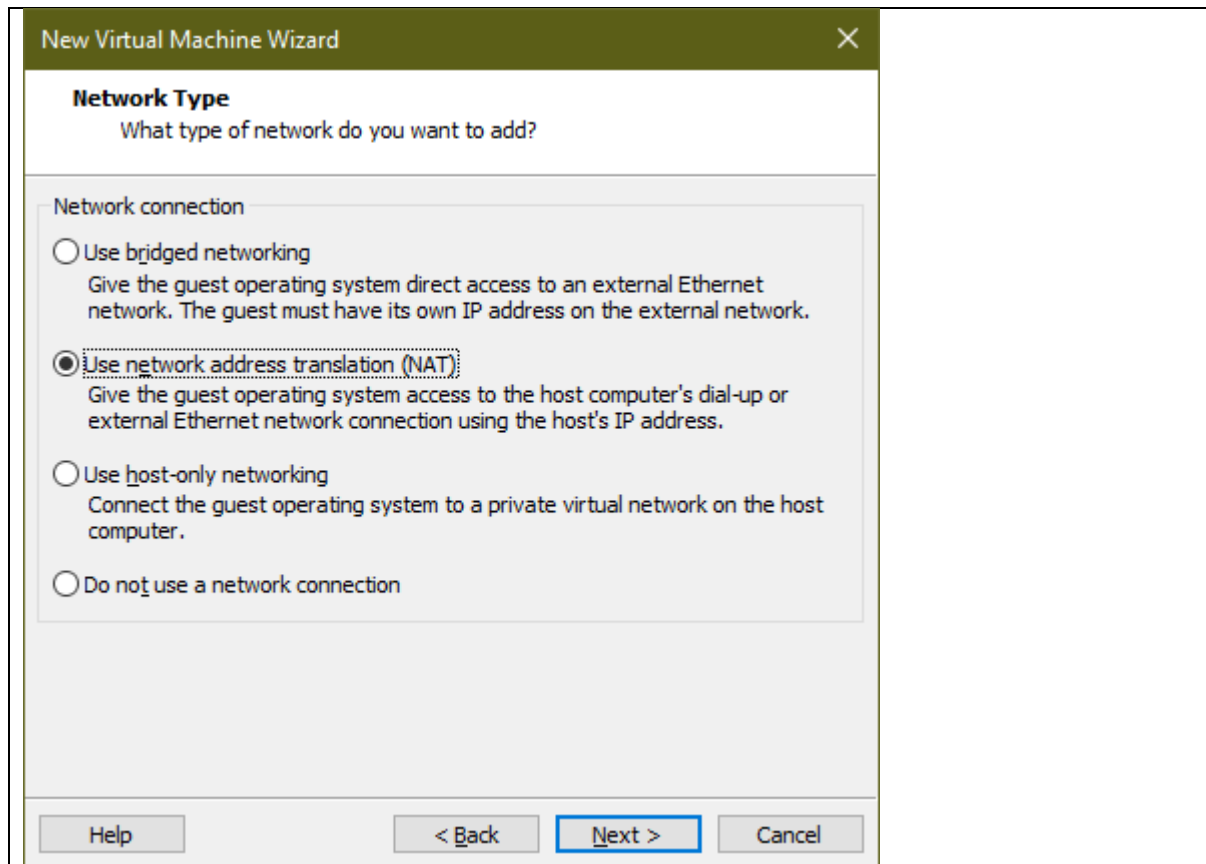 New Virtual Machine Wizard
Network Type
What type of network do you want to add?
Network connection
Use bridged networking
Give the guest operating system direct access to an external Ethernet
network. The guest must have its own IP address on the external network.
Use network address translation (NAT)
Give the guest operating system access to the host computer's dial-up or
external Ethernet network connection using the host's IP address.
Use host-only networking
Connect the guest operating system to a private virtual network on the host
computer.
Do not use a network connection
Help < Back Next > Cancel